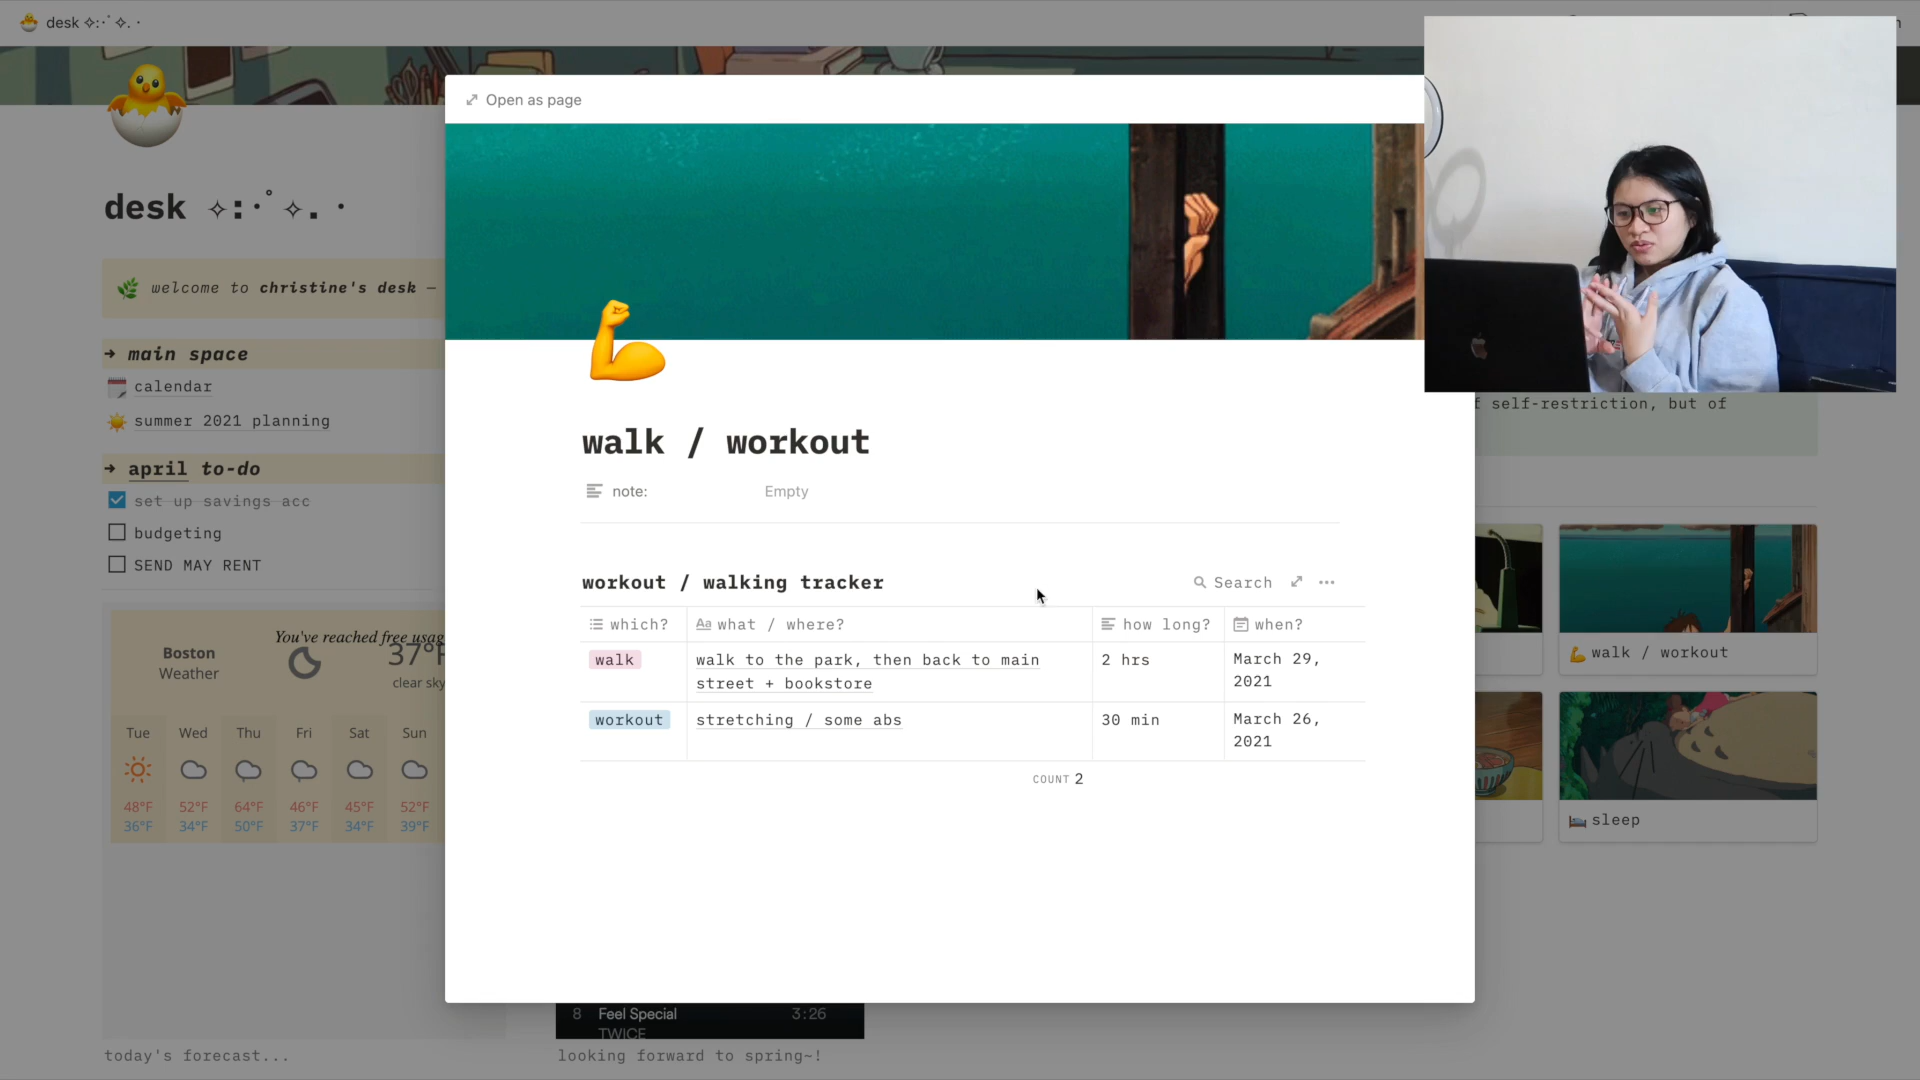 desk ✧:･ﾟ✧. ･
Open as page
desk ✧:･ﾟ✧. ･
welcome to christine's desk —
→ main space
calendar
summer 2021 planning
→ april to-do
set up savings acc
budgeting
SEND MAY RENT
You've reached free usag
Boston
Weather
37°F
clear sky
Tue Wed Thu Fri Sat Sun
48°F 52°F 64°F 46°F 45°F 52°F
36°F 34°F 50°F 37°F 34°F 39°F
today's forecast...
walk / workout
note: Empty
workout / walking tracker
Search
which? Aa what / where? how long? when?
walk walk to the park, then back to main street + bookstore 2 hrs March 29, 2021
workout stretching / some abs 30 min March 26, 2021
COUNT 2
8 Feel Special 3:26
TWICE
looking forward to spring~!
self-restriction, but of
walk / workout
sleep